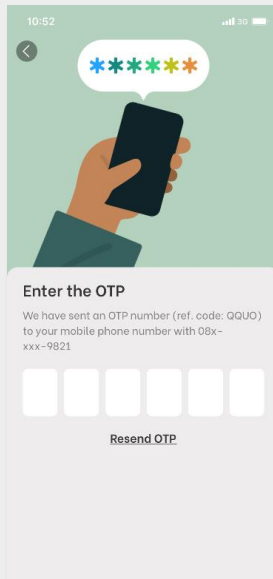 10:52
3G
******
Enter the OTP
We have sent an OTP number (ref. code: QQUO)
to your mobile phone number with 08x-
xxx-9821
Resend OTP